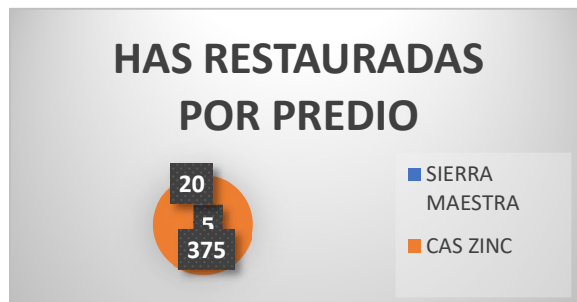 HAS RESTAURADAS
POR PREDIO
20
5
375
SIERRA
MAESTRA
CAS ZINC